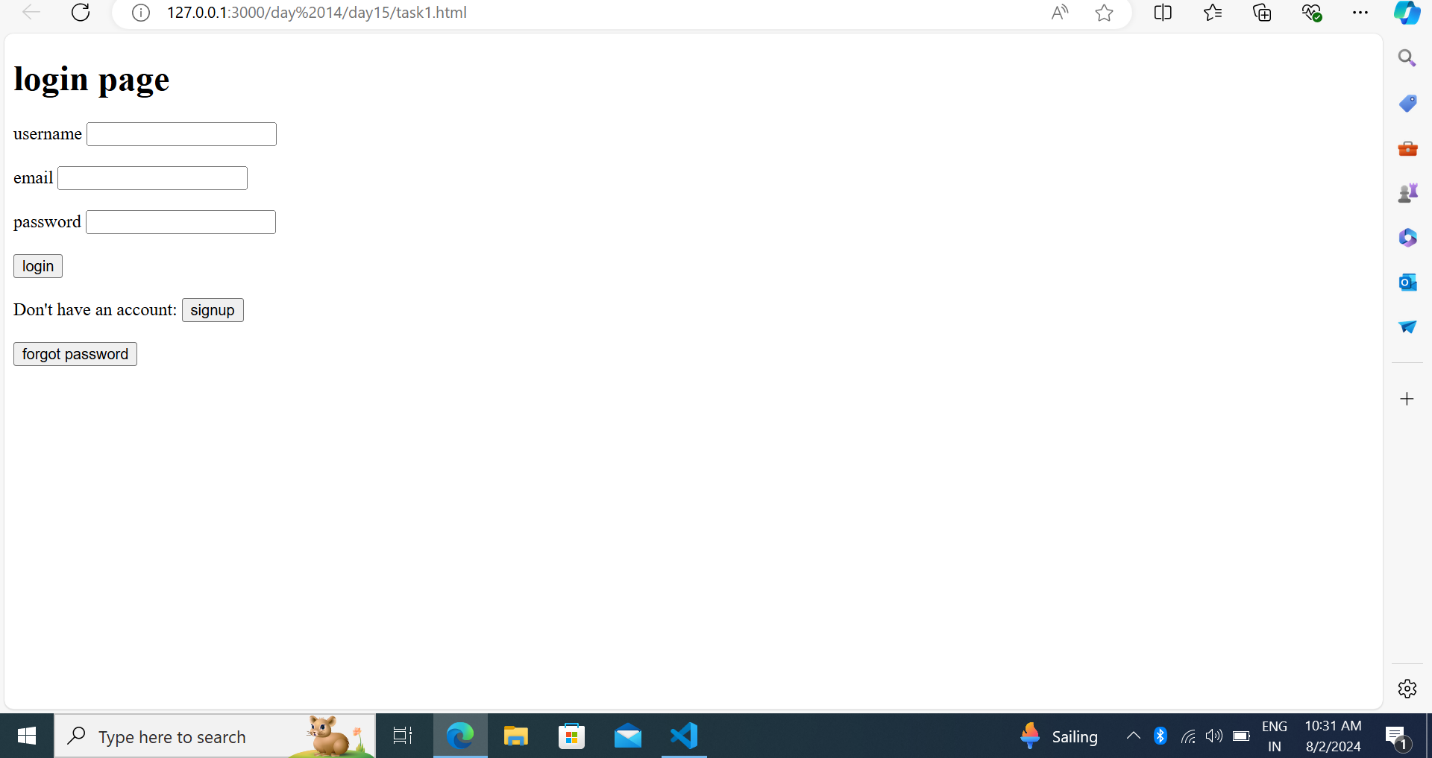 127.0.0.1:3000/day%2014/day15/task1.html
login page
username
email
password
login
Don't have an account: signup
forgot password
Type here to search
Sailing
ENG
IN
10:31 AM
8/2/2024
1